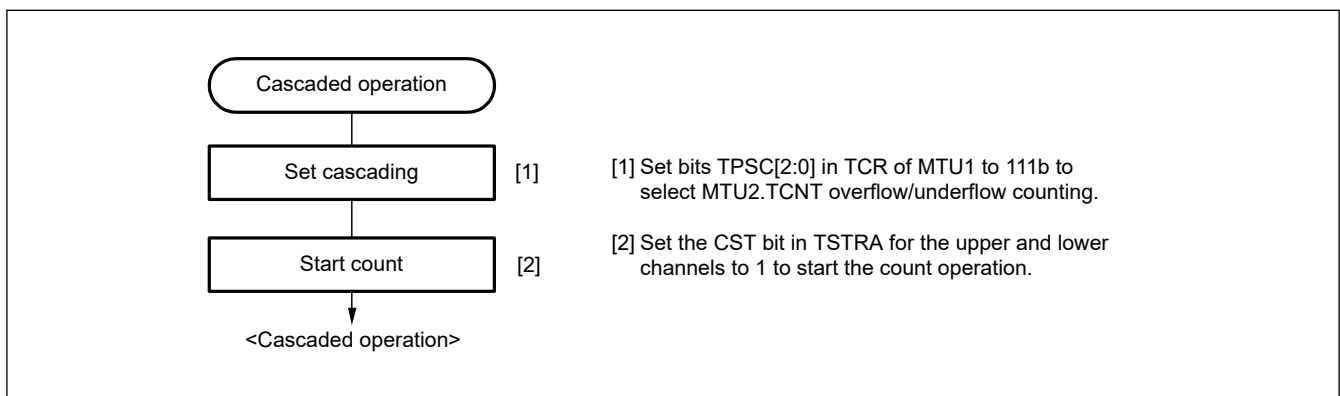 Cascaded operation
Set cascading
[1]
[1] Set bits TPSC[2:0] in TCR of MTU1 to 111b to
select MTU2.TCNT overflow/underflow counting.
Start count
[2]
[2] Set the CST bit in TSTRA for the upper and lower
channels to 1 to start the count operation.
<Cascaded operation>